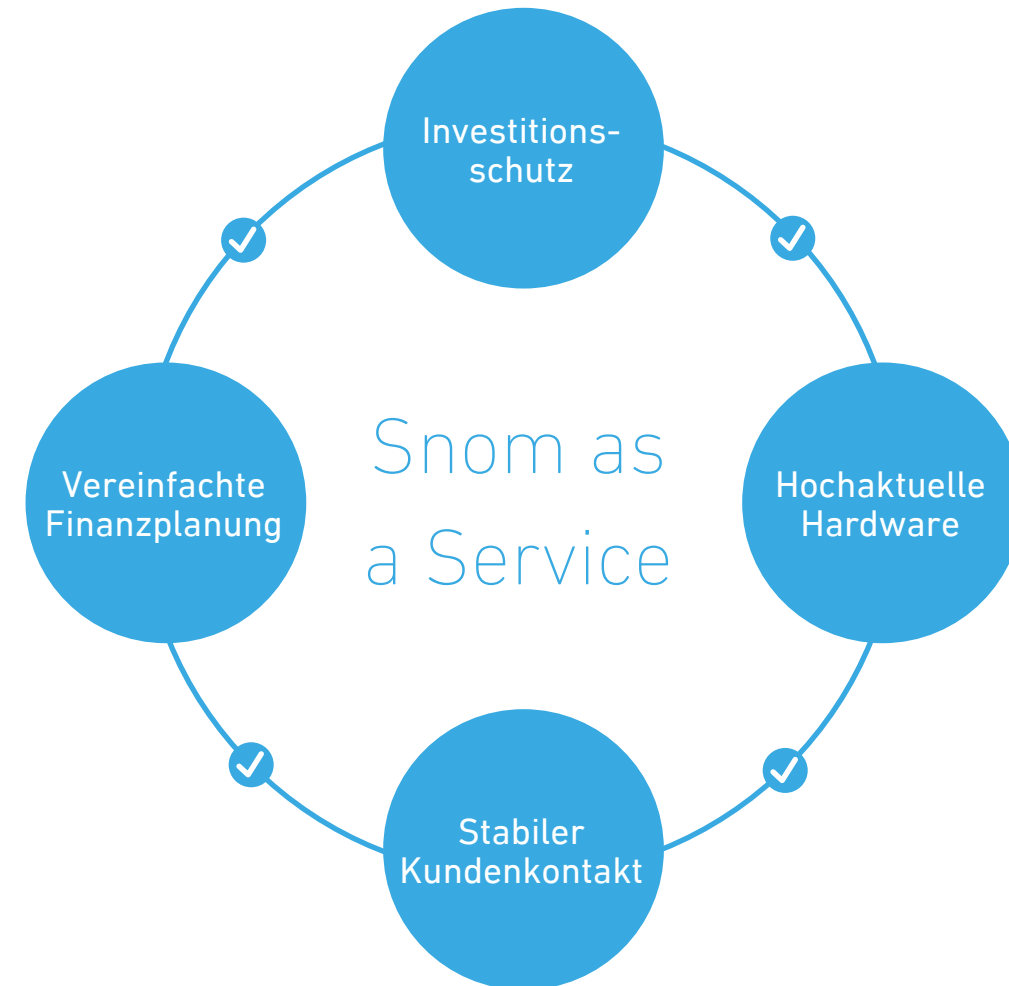 Investitions-
schutz
Vereinfachte
Finanzplanung
Snom as
a Service
Hochaktuelle
Hardware
Stabiler
Kundenkontakt